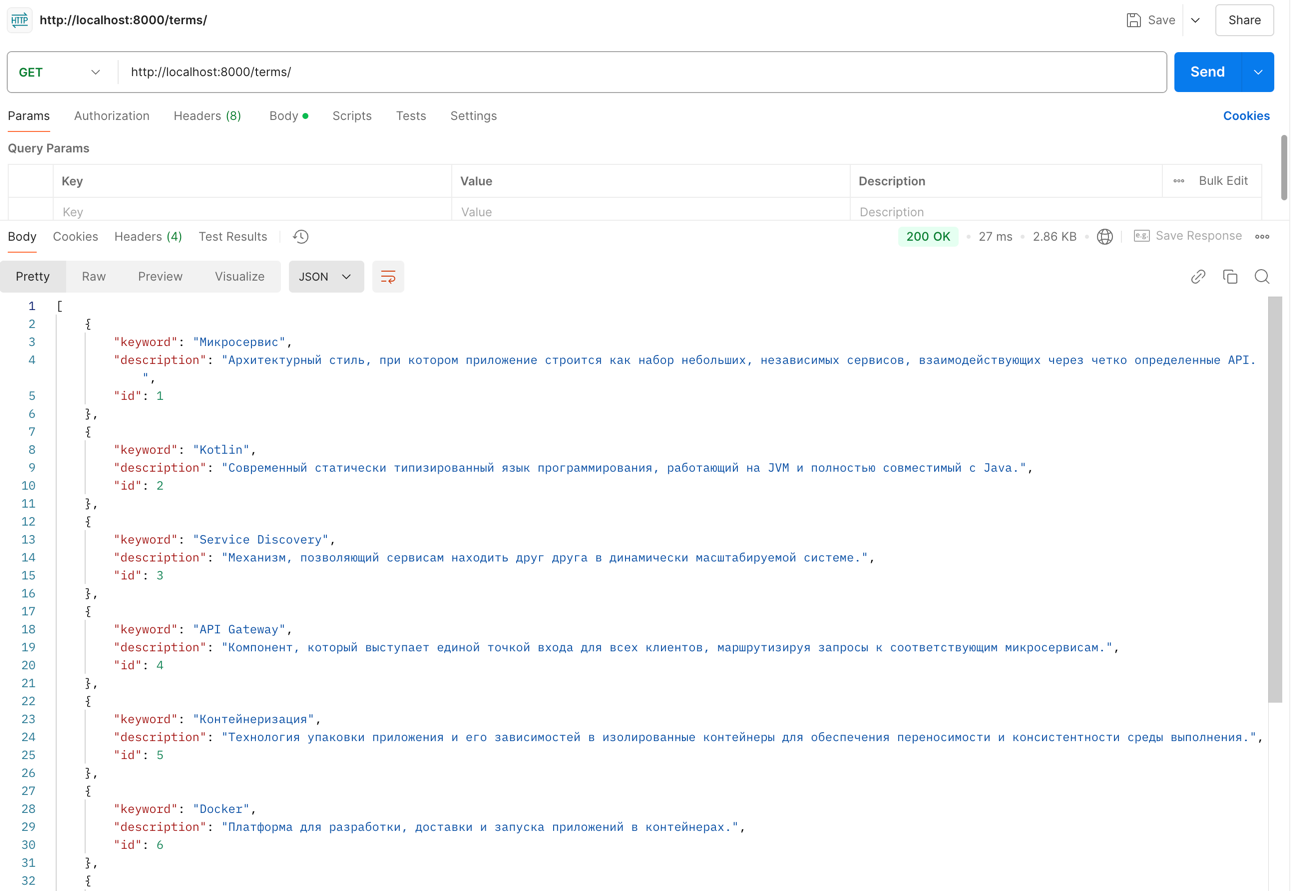 HTTP http://localhost:8000/terms/ Save Share
GET http://localhost:8000/terms/ Send
Params Authorization Headers (8) Body Scripts Tests Settings Cookies
Query Params
Key Value Description Bulk Edit
Key Value Description
Body Cookies Headers (4) Test Results 200 OK 27 ms 2.86 KB e.g. Save Response
Pretty Raw Preview Visualize JSON
1 [
2 {
3 "keyword": "Микросервис",
4 "description": "Архитектурный стиль, при котором приложение строится как набор небольших, независимых сервисов, взаимодействующих через четко определенные API.
",
5 "id": 1
6 },
7 {
8 "keyword": "Kotlin",
9 "description": "Современный статически типизированный язык программирования, работающий на JVM и полностью совместимый с Java.",
10 "id": 2
11 },
12 {
13 "keyword": "Service Discovery",
14 "description": "Механизм, позволяющий сервисам находить друг друга в динамически масштабируемой системе.",
15 "id": 3
16 },
17 {
18 "keyword": "API Gateway",
19 "description": "Компонент, который выступает единой точкой входа для всех клиентов, маршрутизируя запросы к соответствующим микросервисам.",
20 "id": 4
21 },
22 {
23 "keyword": "Контейнеризация",
24 "description": "Технология упаковки приложения и его зависимостей в изолированные контейнеры для обеспечения переносимости и консистентности среды выполнения.",
25 "id": 5
26 },
27 {
28 "keyword": "Docker",
29 "description": "Платформа для разработки, доставки и запуска приложений в контейнерах.",
30 "id": 6
31 },
32 {